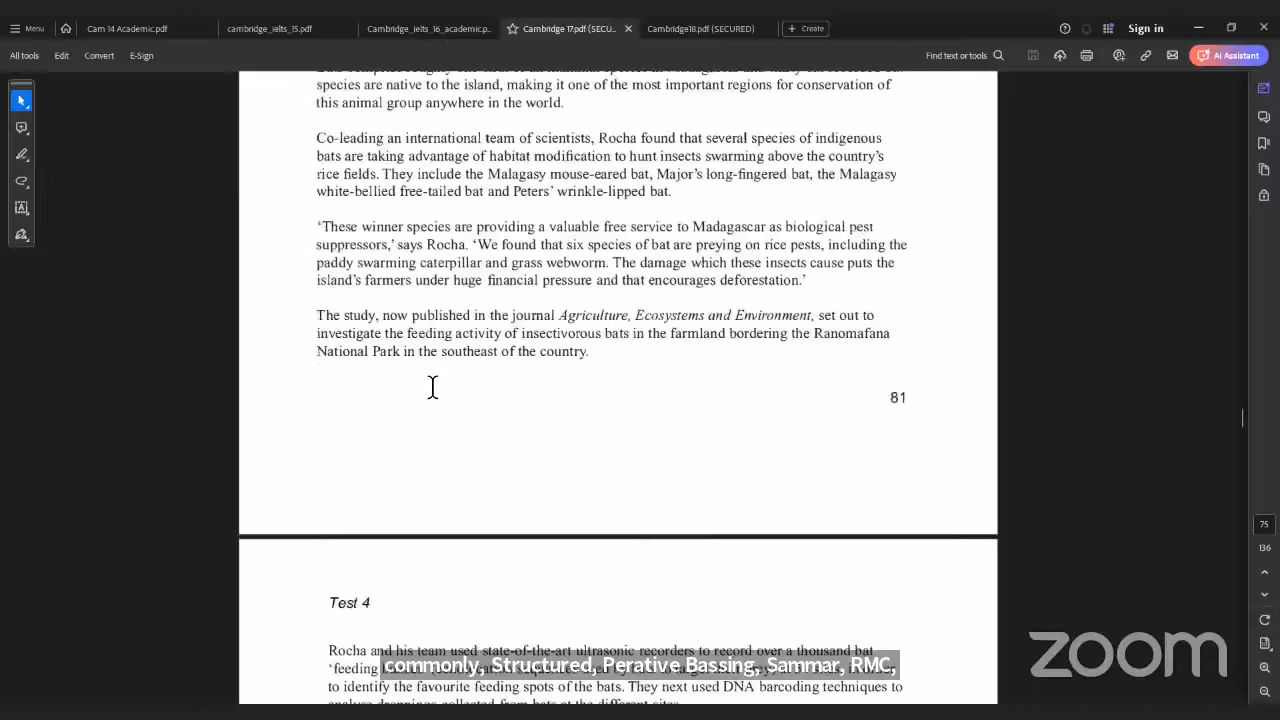 Menu
Cam 14 Academic.pdf
cambridge_ielts_15.pdf
Cambridge_ielts_16_academic.p...
Cambridge 17.pdf (SECU...
Cambridge18.pdf (SECURED)
+ Create
Sign in
All tools
Edit
Convert
E-Sign
Find text or tools
AI Assistant
species are native to the island, making it one of the most important regions for conservation of
this animal group anywhere in the world.
Co-leading an international team of scientists, Rocha found that several species of indigenous
bats are taking advantage of habitat modification to hunt insects swarming above the country's
rice fields. They include the Malagasy mouse-eared bat, Major's long-fingered bat, the Malagasy
white-bellied free-tailed bat and Peters' wrinkle-lipped bat.
'These winner species are providing a valuable free service to Madagascar as biological pest
suppressors,' says Rocha. 'We found that six species of bat are preying on rice pests, including the
paddy swarming caterpillar and grass webworm. The damage which these insects cause puts the
island's farmers under huge financial pressure and that encourages deforestation.'
The study, now published in the journal Agriculture, Ecosystems and Environment, set out to
investigate the feeding activity of insectivorous bats in the farmland bordering the Ranomafana
National Park in the southeast of the country.
81
75
136
Test 4
Rocha and his team used state-of-the-art ultrasonic recorders to record over a thousand bat
commonly, Structured, Perative Bassing, Sammar, RMC,
to identify the favourite feeding spots of the bats. They next used DNA barcoding techniques to
zoom